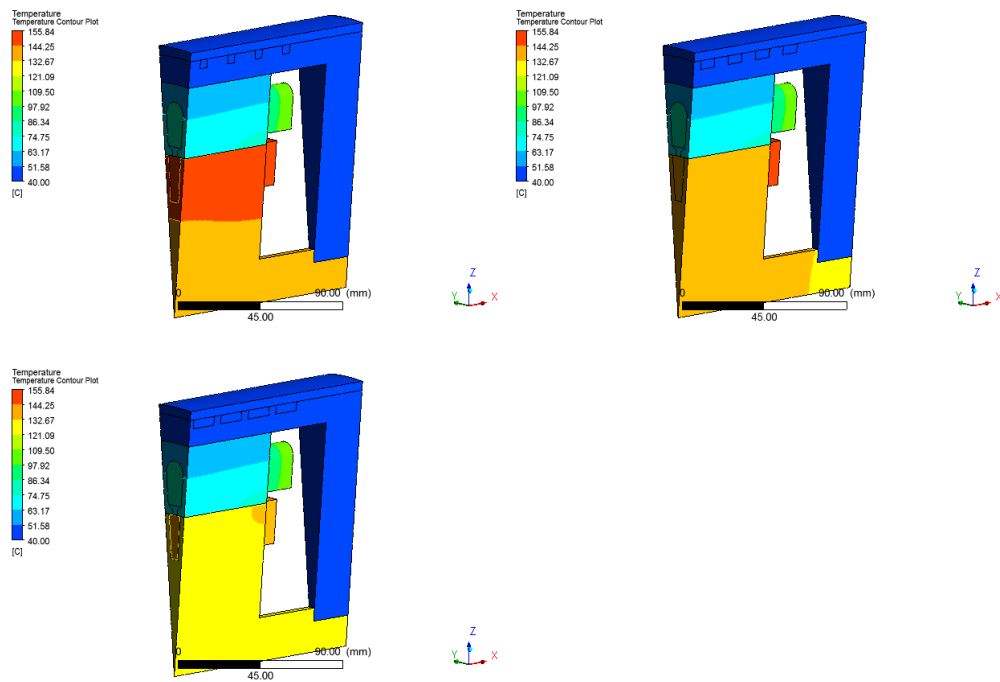 Temperature
Temperature Contour Plot
155.84
144.25
132.67
121.09
109.50
97.92
86.34
74.75
63.17
51.58
40.00
[C]
0
90.00 (mm)
45.00
Z
Y
X
Temperature
Temperature Contour Plot
155.84
144.25
132.67
121.09
109.50
97.92
86.34
74.75
63.17
51.58
40.00
[C]
0
90.00 (mm)
45.00
Z
Y
X
Temperature
Temperature Contour Plot
155.84
144.25
132.67
121.09
109.50
97.92
86.34
74.75
63.17
51.58
40.00
[C]
0
90.00 (mm)
45.00
Z
Y
X